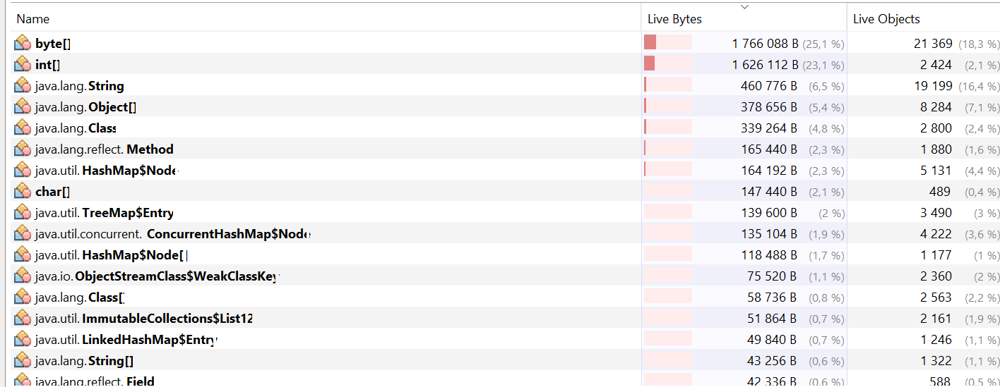 Name Live Bytes Live Objects
byte[] 1 766 088 B (25,1 %) 21 369 (18,3 %)
int[] 1 626 112 B (23,1 %) 2 424 (2,1 %)
java.lang.String 460 776 B (6,5 %) 19 199 (16,4 %)
java.lang.Object[] 378 656 B (5,4 %) 8 284 (7,1 %)
java.lang.Class 339 264 B (4,8 %) 2 800 (2,4 %)
java.lang.reflect.Method 165 440 B (2,3 %) 1 880 (1,6 %)
java.util.HashMap$Node 164 192 B (2,3 %) 5 131 (4,4 %)
char[] 147 440 B (2,1 %) 489 (0,4 %)
java.util.TreeMap$Entry 139 600 B (2 %) 3 490 (3 %)
java.util.concurrent.ConcurrentHashMap$Node 135 104 B (1,9 %) 4 222 (3,6 %)
java.util.HashMap$Node[] 118 488 B (1,7 %) 1 177 (1 %)
java.io.ObjectStreamClass$WeakClassKey 75 520 B (1,1 %) 2 360 (2 %)
java.lang.Class[] 58 736 B (0,8 %) 2 563 (2,2 %)
java.util.ImmutableCollections$List12 51 864 B (0,7 %) 2 161 (1,9 %)
java.util.LinkedHashMap$Entry 49 840 B (0,7 %) 1 246 (1,1 %)
java.lang.String[] 43 256 B (0,6 %) 1 322 (1,1 %)
java.lang.reflect.Field 42 336 B (0,6 %) 588 (0,5 %)